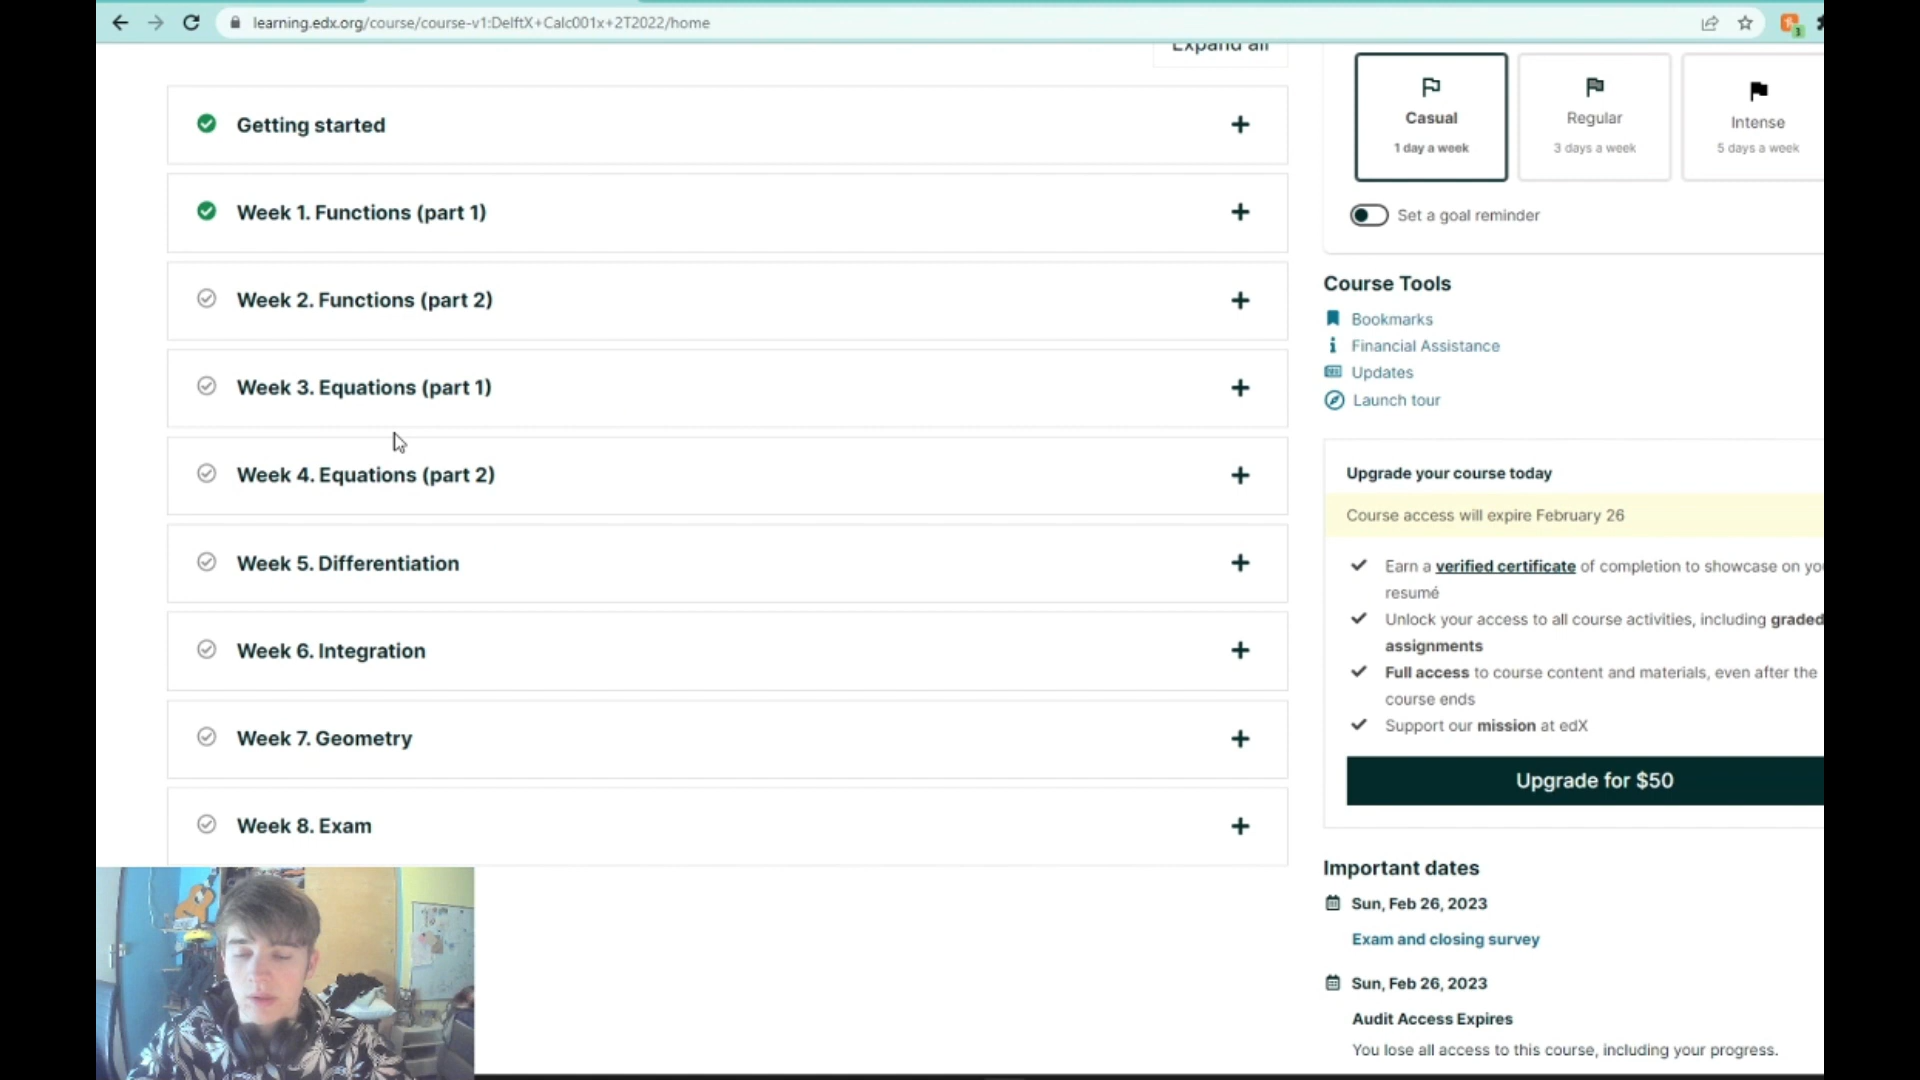 learning.edx.org/course/course-v1:DelftX+Calc001x+2T2022/home
1
Expand all
Getting started
Week 1. Functions (part 1)
Week 2. Functions (part 2)
Week 3. Equations (part 1)
Week 4. Equations (part 2)
Week 5. Differentiation
Week 6. Integration
Week 7. Geometry
Week 8. Exam
Casual
1 day a week
Regular
3 days a week
Intense
5 days a week
Set a goal reminder
Course Tools
Bookmarks
Financial Assistance
Updates
Launch tour
Upgrade your course today
Course access will expire February 26
Earn a verified certificate of completion to showcase on yo
resumé
Unlock your access to all course activities, including graded
assignments
Full access to course content and materials, even after the
course ends
Support our mission at edX
Upgrade for $50
Important dates
Sun, Feb 26, 2023
Exam and closing survey
Sun, Feb 26, 2023
Audit Access Expires
You lose all access to this course, including your progress.